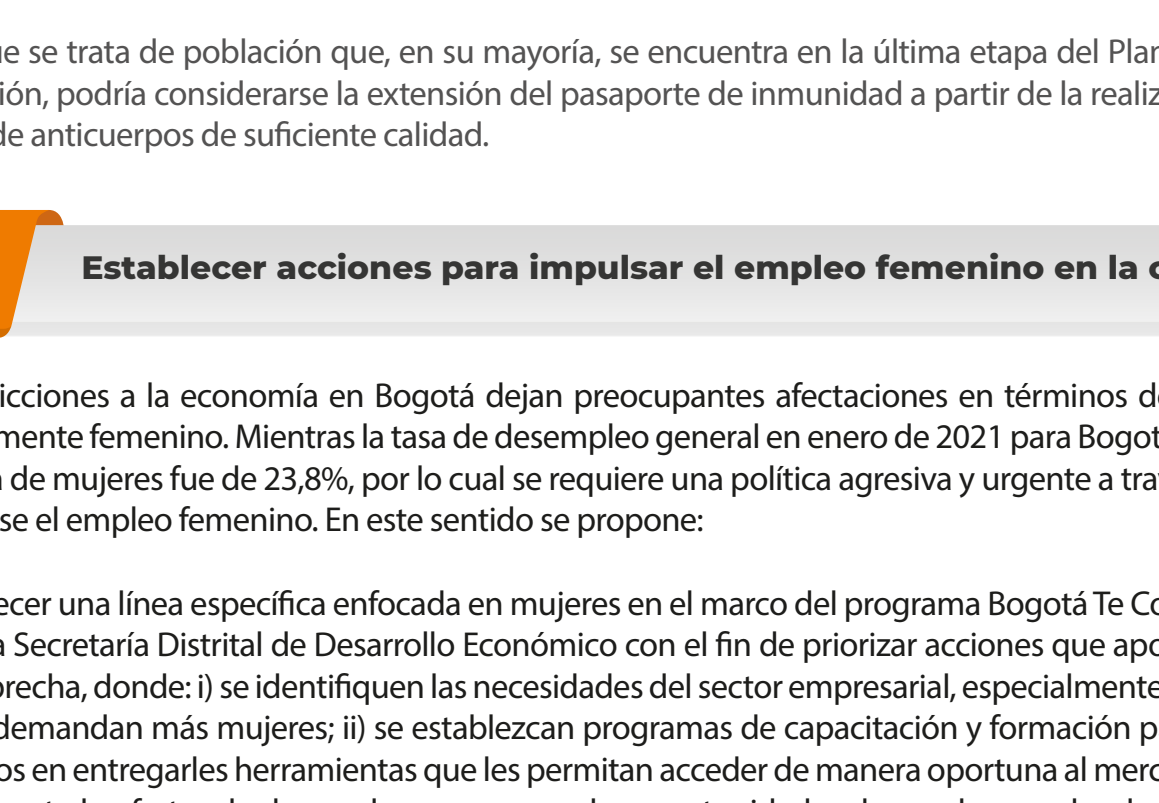 ue se trata de población que, en su mayoría, se encuentra en la última etapa del Plan
ión, podría considerarse la extensión del pasaporte de inmunidad a partir de la realiz
de anticuerpos de suficiente calidad.
Establecer acciones para impulsar el empleo femenino en la c
icciones a la economía en Bogotá dejan preocupantes afectaciones en términos de
mente femenino. Mientras la tasa de desempleo general en enero de 2021 para Bogot
de mujeres fue de 23,8%, por lo cual se requiere una política agresiva y urgente a tra
se el empleo femenino. En este sentido se propone:
ecer una línea específica enfocada en mujeres en el marco del programa Bogotá Te Co
a Secretaría Distrital de Desarrollo Económico con el fin de priorizar acciones que apo
brecha, donde: i) se identifiquen las necesidades del sector empresarial, especialmente
demandan más mujeres; ii) se establezcan programas de capacitación y formación p
os en entregarles herramientas que les permitan acceder de manera oportuna al merc